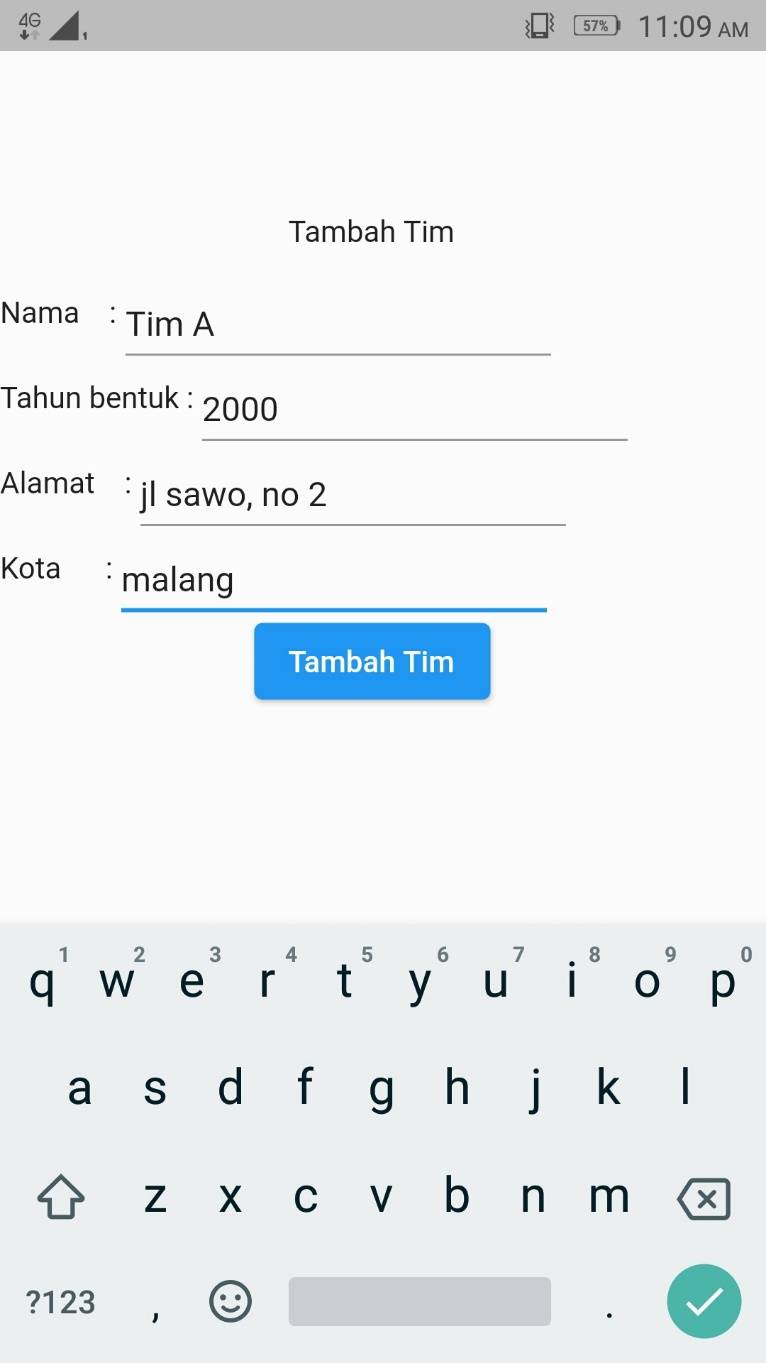 4G 1 57% 11:09 AM
Tambah Tim
Nama : Tim A
Tahun bentuk : 2000
Alamat : jl sawo, no 2
Kota : malang
Tambah Tim
1 2 3 4 5 6 7 8 9 0
q w e r t y u i o p
a s d f g h j k l
z x c v b n m
?123 , .